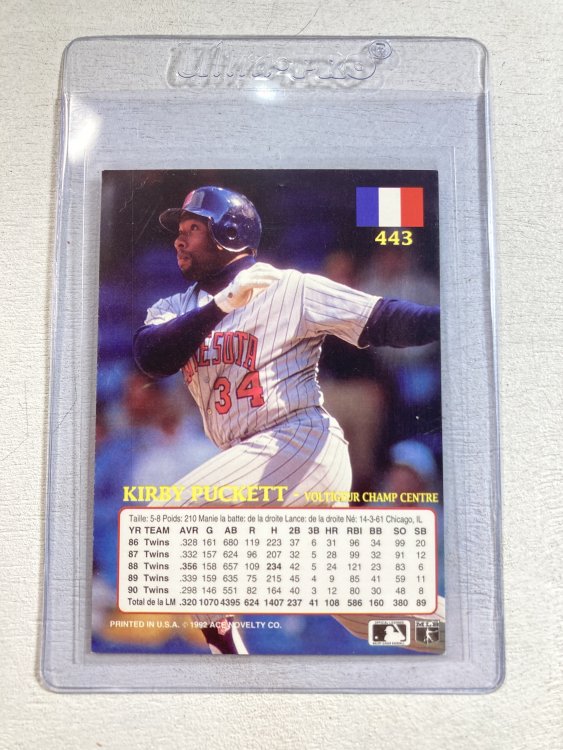 Ultra•PRO®
443
MINNESOTA
34
KIRBY PUCKETT - VOLTIGEUR CHAMP CENTRE
Taille: 5-8 Poids: 210 Manie la batte: de la droite Lance: de la droite Né: 14-3-61 Chicago, IL
YR TEAM AVR G AB R H 2B 3B HR RBI BB SO SB
86 Twins .328 161 680 119 223 37 6 31 96 34 99 20
87 Twins .332 157 624 96 207 32 5 28 99 32 91 12
88 Twins .356 158 657 109 234 42 5 24 121 23 83 6
89 Twins .339 159 635 75 215 45 4 9 85 41 59 11
90 Twins .298 146 551 82 164 40 3 12 80 57 73 5
Total de la LM .320 1070 4395 624 1407 237 41 108 586 160 380 89
PRINTED IN U.S.A. © 1992 ACE NOVELTY CO.